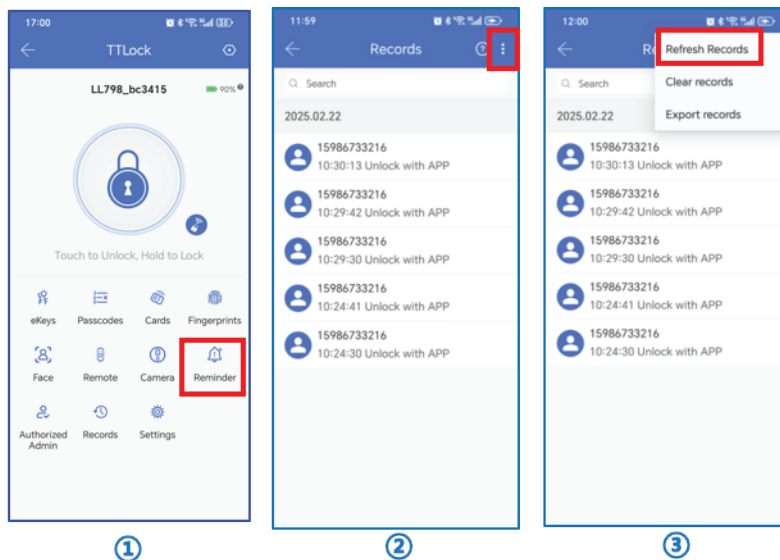 17:00
TTLock
LL798_bc3415
90%
Touch to Unlock, Hold to Lock
eKeys Passcodes Cards Fingerprints
Face Remote Camera Reminder
Authorized Admin Records Settings
①
11:59
Records
Search
2025.02.22
15986733216
10:30:13 Unlock with APP
15986733216
10:29:42 Unlock with APP
15986733216
10:29:30 Unlock with APP
15986733216
10:24:41 Unlock with APP
15986733216
10:24:30 Unlock with APP
②
12:00
Re
Refresh Records
Clear records
Export records
Search
2025.02.22
15986733216
10:30:13 Unlock with APP
15986733216
10:29:42 Unlock with APP
15986733216
10:29:30 Unlock with APP
15986733216
10:24:41 Unlock with APP
15986733216
10:24:30 Unlock with APP
③